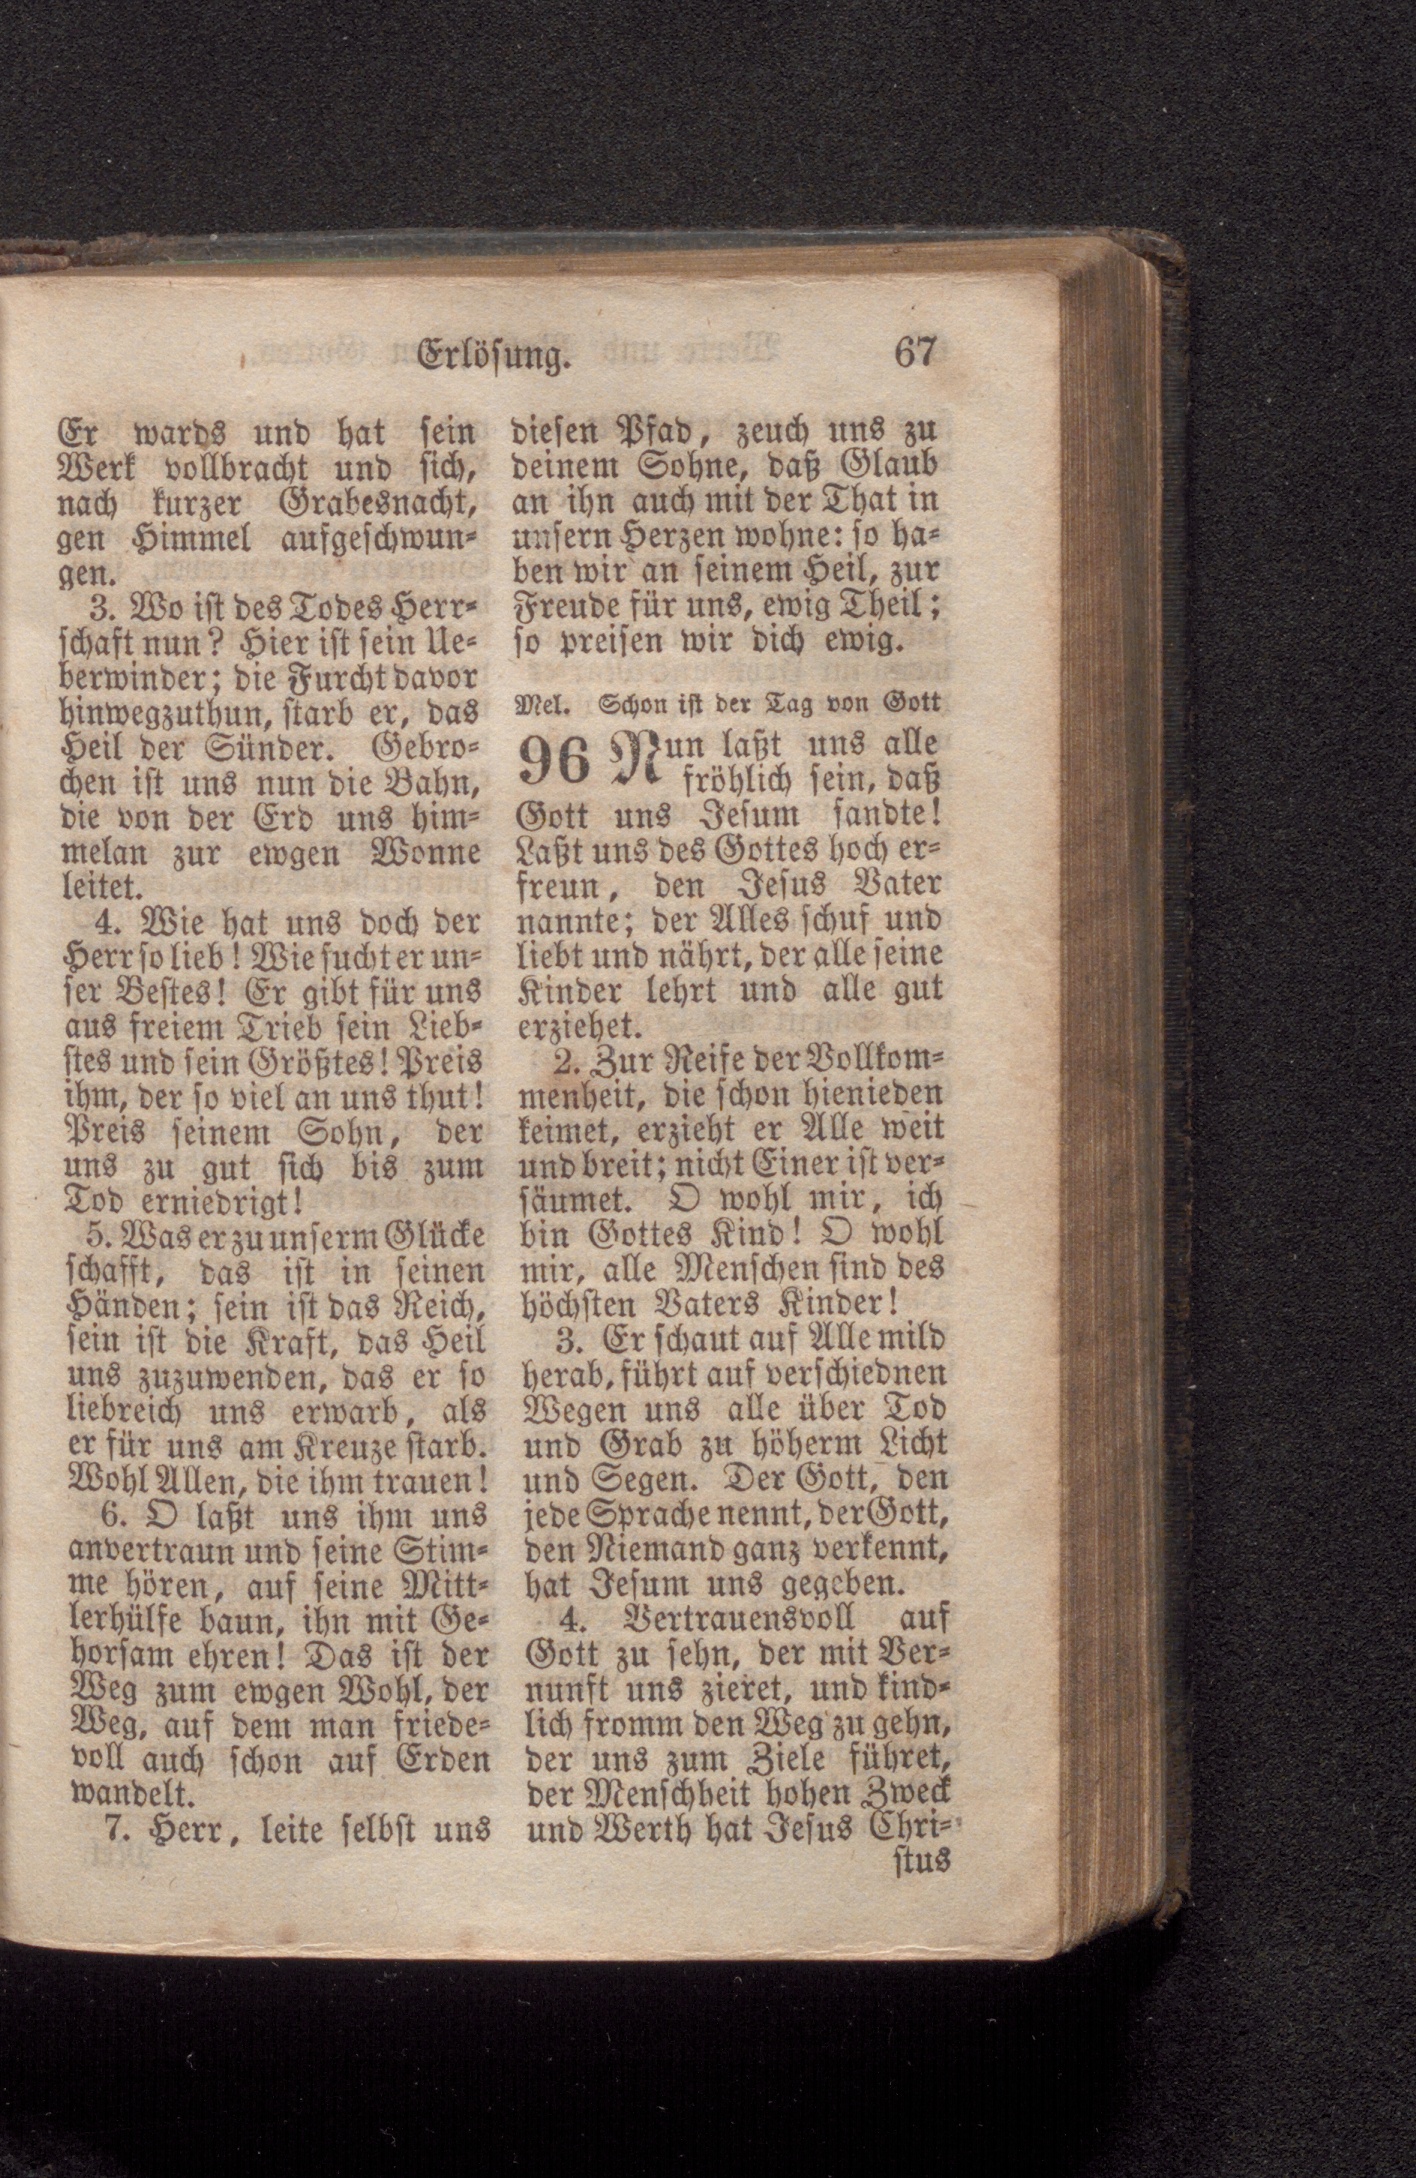 Erlösung. 67
Er wards und hat sein
Werk vollbracht und sich,
nach kurzer Grabesnacht,
gen Himmel aufgeschwun-
gen.
3. Wo ist des Todes Herr-
schaft nun? Hier ist sein Ue-
berwinder; die Furcht davor
hinwegzuthun, starb er, das
Heil der Sünder. Gebro-
chen ist uns nun die Bahn,
die von der Erd uns him-
melan zur ewgen Wonne
leitet.
4. Wie hat uns doch der
Herr so lieb! Wie sucht er un-
ser Bestes! Er gibt für uns
aus freiem Trieb sein Lieb-
stes und sein Größtes! Preis
ihm, der so viel an uns thut!
Preis seinem Sohn, der
uns zu gut sich bis zum
Tod erniedrigt!
5. Was er zu unserm Glücke
schafft, das ist in seinen
Händen; sein ist das Reich,
sein ist die Kraft, das Heil
uns zuzuwenden, das er so
liebreich uns erwarb, als
er für uns am Kreuze starb.
Wohl Allen, die ihm trauen!
6. O laßt uns ihm uns
anvertraun und seine Stim-
me hören, auf seine Mitt-
lerhülfe baun, ihn mit Ge-
horsam ehren! Das ist der
Weg zum ewgen Wohl, der
Weg, auf dem man friede-
voll auch schon auf Erden
wandelt.
7. Herr, leite selbst uns
diesen Pfad, zeuch uns zu
deinem Sohne, daß Glaub
an ihn auch mit der That in
unsern Herzen wohne: so ha-
ben wir an seinem Heil, zur
Freude für uns, ewig Theil;
so preisen wir dich ewig.
Mel. Schon ist der Tag von Gott
96 Nun laßt uns alle
fröhlich sein, daß
Gott uns Jesum sandte!
Laßt uns des Gottes hoch er-
freun, den Jesus Vater
nannte; der Alles schuf und
liebt und nährt, der alle seine
Kinder lehrt und alle gut
erziehet.
2. Zur Reife der Vollkom-
menheit, die schon hienieden
keimet, erzieht er Alle weit
und breit; nicht Einer ist ver-
säumet. O wohl mir, ich
bin Gottes Kind! O wohl
mir, alle Menschen sind des
höchsten Vaters Kinder!
3. Er schaut auf Alle mild
herab, führt auf verschiednen
Wegen uns alle über Tod
und Grab zu höherm Licht
und Segen. Der Gott, den
jede Sprache nennt, der Gott,
den Niemand ganz verkennt,
hat Jesum uns gegeben.
4. Vertrauensvoll auf
Gott zu sehn, der mit Ver-
nunft uns zieret, und kind-
lich fromm den Weg zu gehn,
der uns zum Ziele führet,
der Menschheit hohen Zweck
und Werth hat Jesus Chri-
stus